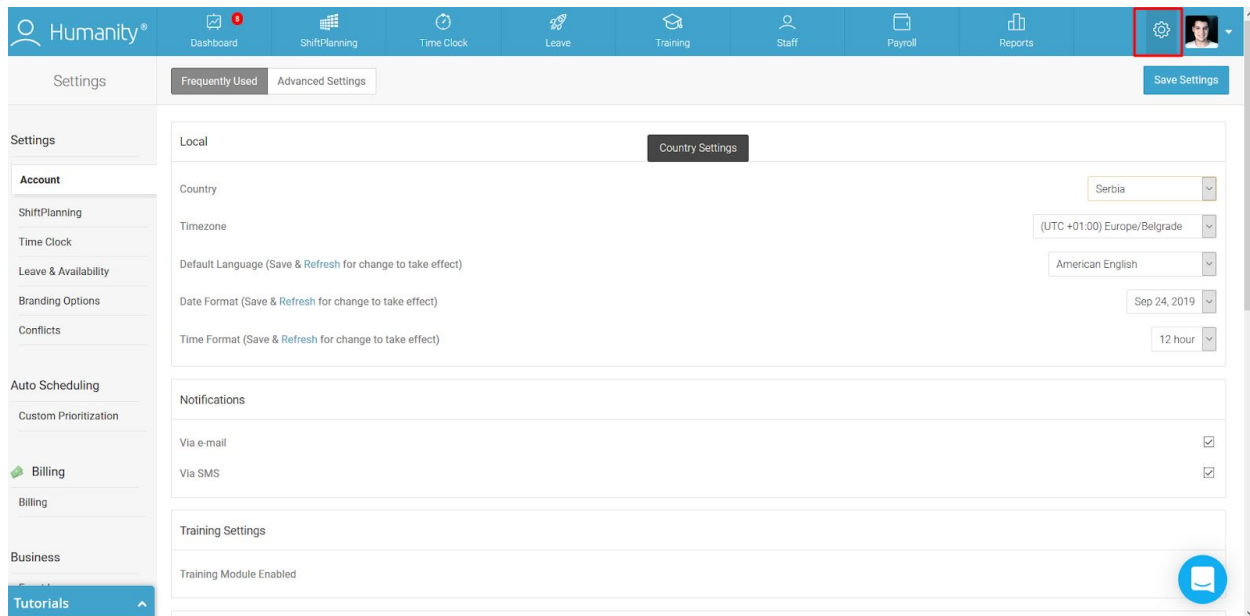 Humanity®
Dashboard
8
ShiftPlanning
Time Clock
Leave
Training
Staff
Payroll
Reports
Settings
Frequently Used
Advanced Settings
Save Settings
Settings
Account
ShiftPlanning
Time Clock
Leave & Availability
Branding Options
Conflicts
Auto Scheduling
Custom Prioritization
Billing
Billing
Business
Tutorials
Local
Country Settings
Country
Serbia
Timezone
(UTC +01:00) Europe/Belgrade
Default Language (Save & Refresh for change to take effect)
American English
Date Format (Save & Refresh for change to take effect)
Sep 24, 2019
Time Format (Save & Refresh for change to take effect)
12 hour
Notifications
Via e-mail
Via SMS
Training Settings
Training Module Enabled